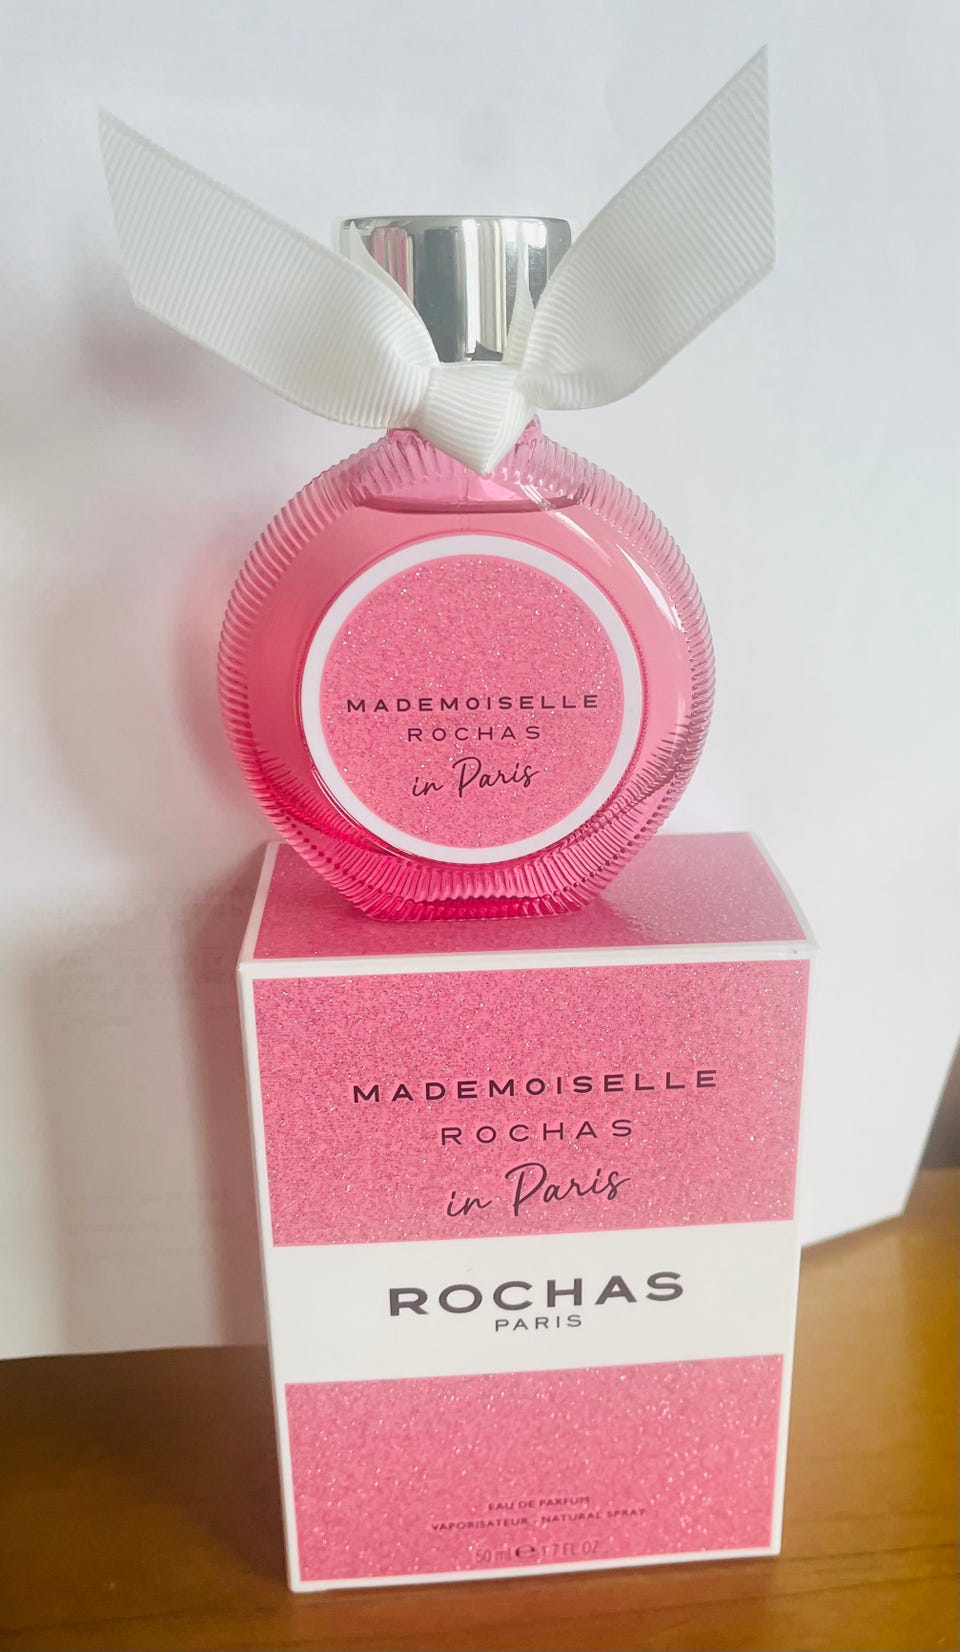 MADEMOISELLE
ROCHAS
in Paris
MADEMOISELLE
ROCHAS
in Paris
ROCHAS
PARIS
EAU DE PARFUM
VAPORISATEUR - NATURAL SPRAY
50 ml ℮ 1.7 FL OZ